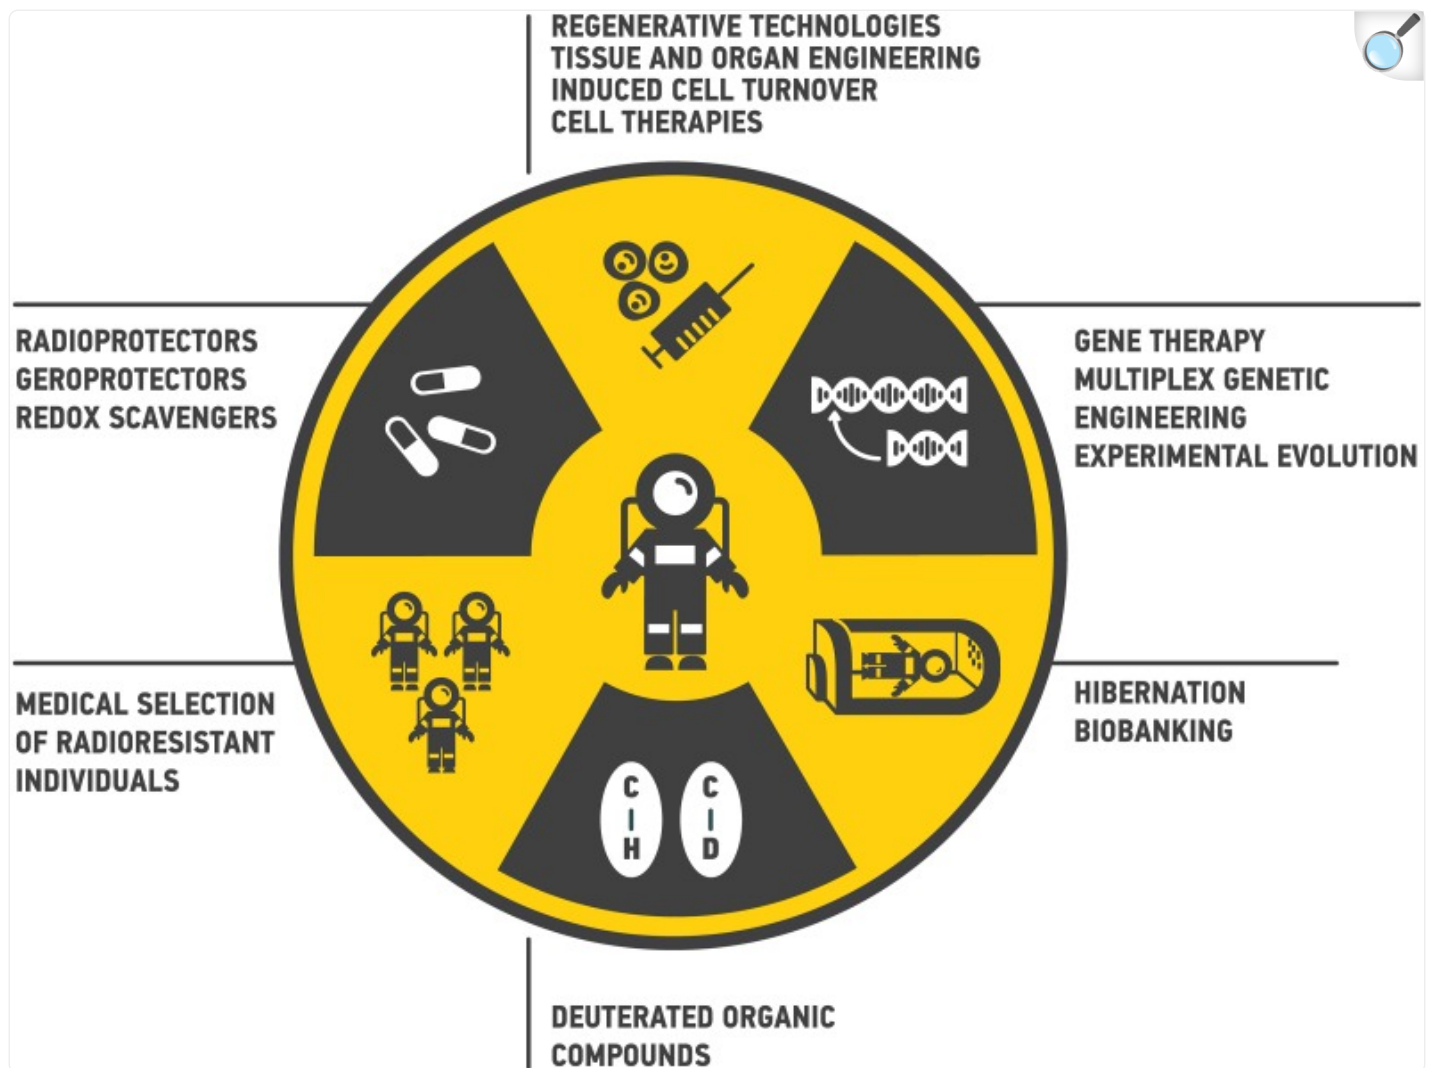 REGENERATIVE TECHNOLOGIES
TISSUE AND ORGAN ENGINEERING
INDUCED CELL TURNOVER
CELL THERAPIES
RADIOPROTECTORS
GEROPROTECTORS
REDOX SCAVENGERS
GENE THERAPY
MULTIPLEX GENETIC
ENGINEERING
EXPERIMENTAL EVOLUTION
MEDICAL SELECTION
OF RADIORESISTANT
INDIVIDUALS
HIBERNATION
BIOBANKING
C C
| |
H D
DEUTERATED ORGANIC
COMPOUNDS